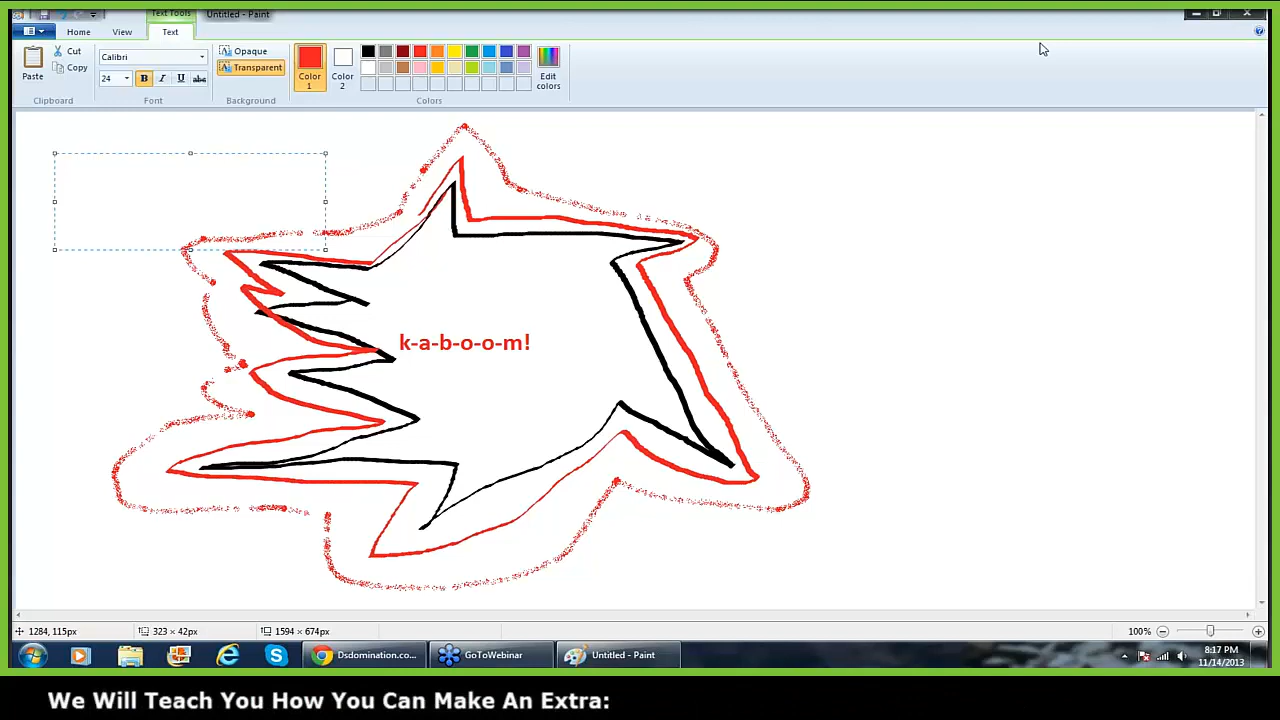 Text Tools
Untitled - Paint
Home
View
Text
Paste
Cut
Copy
Clipboard
Calibri
24
B
I
U
abc
Font
Opaque
Transparent
Background
Color
1
Color
2
Edit
colors
Colors
k-a-b-o-o-m!
1284, 115px
323 × 42px
1594 × 674px
100%
Dsdomination.co...
GoToWebinar
Untitled - Paint
8:17 PM
11/14/2013
We Will Teach You How You Can Make An Extra: